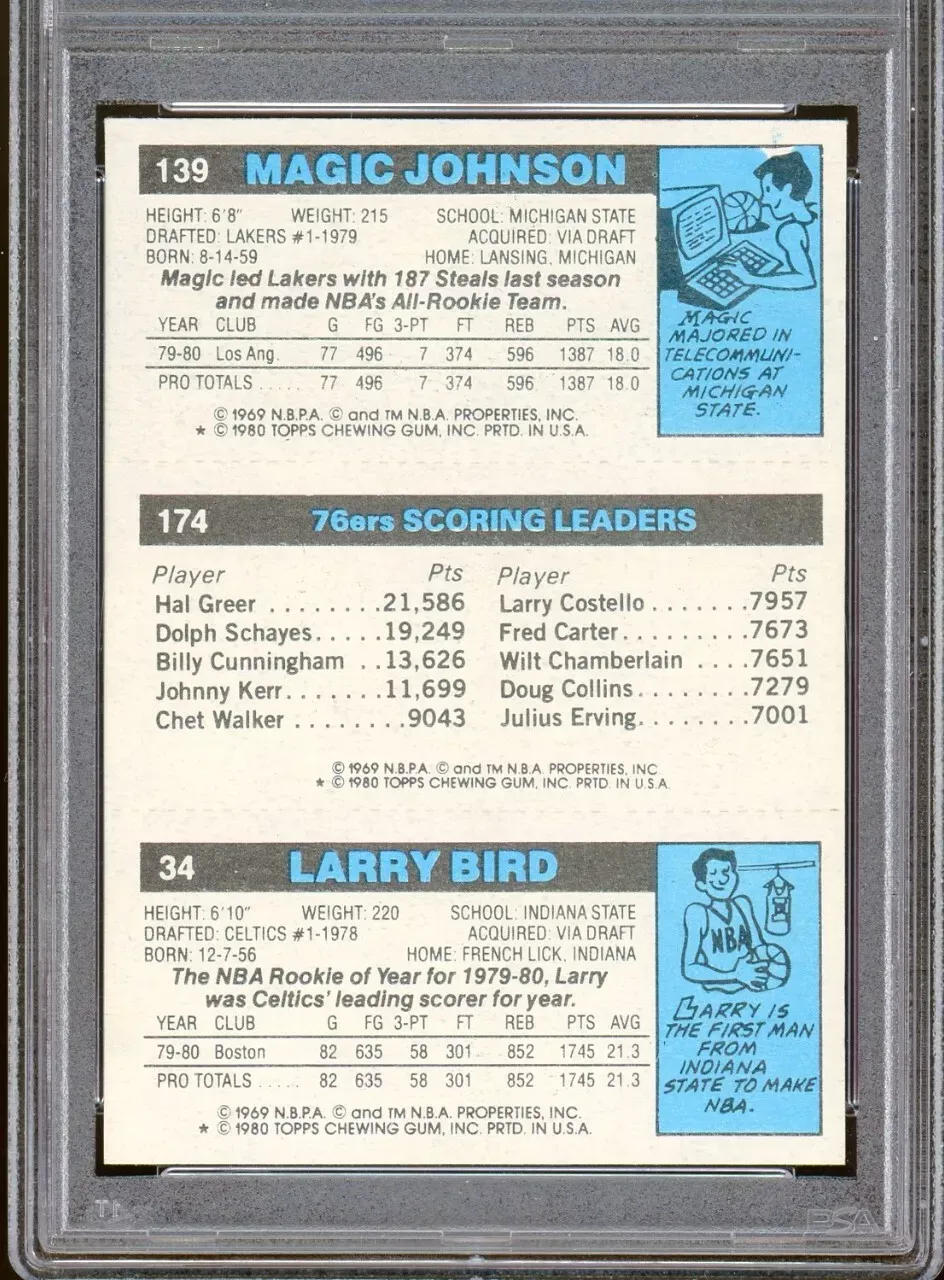 139 MAGIC JOHNSON
HEIGHT: 6'8" WEIGHT: 215 SCHOOL: MICHIGAN STATE
DRAFTED: LAKERS #1-1979 ACQUIRED: VIA DRAFT
BORN: 8-14-59 HOME: LANSING, MICHIGAN
Magic led Lakers with 187 Steals last season
and made NBA's All-Rookie Team.
YEAR CLUB G FG 3-PT FT REB PTS AVG
79-80 Los Ang. 77 496 7 374 596 1387 18.0
PRO TOTALS ..... 77 496 7 374 596 1387 18.0
© 1969 N.B.P.A. © and TM N.B.A. PROPERTIES, INC.
★ © 1980 TOPPS CHEWING GUM, INC. PRTD. IN U.S.A.
MAGIC
MAJORED IN
TELECOMMUNI-
CATIONS AT
MICHIGAN
STATE.
174 76ers SCORING LEADERS
Player Pts Player Pts
Hal Greer ........21,586 Larry Costello.......7957
Dolph Schayes.....19,249 Fred Carter.........7673
Billy Cunningham ..13,626 Wilt Chamberlain ....7651
Johnny Kerr.......11,699 Doug Collins........7279
Chet Walker ........9043 Julius Erving........7001
© 1969 N.B.P.A. © and TM N.B.A. PROPERTIES, INC.
★ © 1980 TOPPS CHEWING GUM, INC. PRTD. IN U.S.A.
34 LARRY BIRD
HEIGHT: 6'10" WEIGHT: 220 SCHOOL: INDIANA STATE
DRAFTED: CELTICS #1-1978 ACQUIRED: VIA DRAFT
BORN: 12-7-56 HOME: FRENCH LICK, INDIANA
The NBA Rookie of Year for 1979-80, Larry
was Celtics' leading scorer for year.
YEAR CLUB G FG 3-PT FT REB PTS AVG
79-80 Boston 82 635 58 301 852 1745 21.3
PRO TOTALS ..... 82 635 58 301 852 1745 21.3
© 1969 N.B.P.A. © and TM N.B.A. PROPERTIES, INC.
★ © 1980 TOPPS CHEWING GUM, INC. PRTD. IN U.S.A.
NBA
LARRY IS
THE FIRST MAN
FROM
INDIANA
STATE TO MAKE
NBA.
PSA